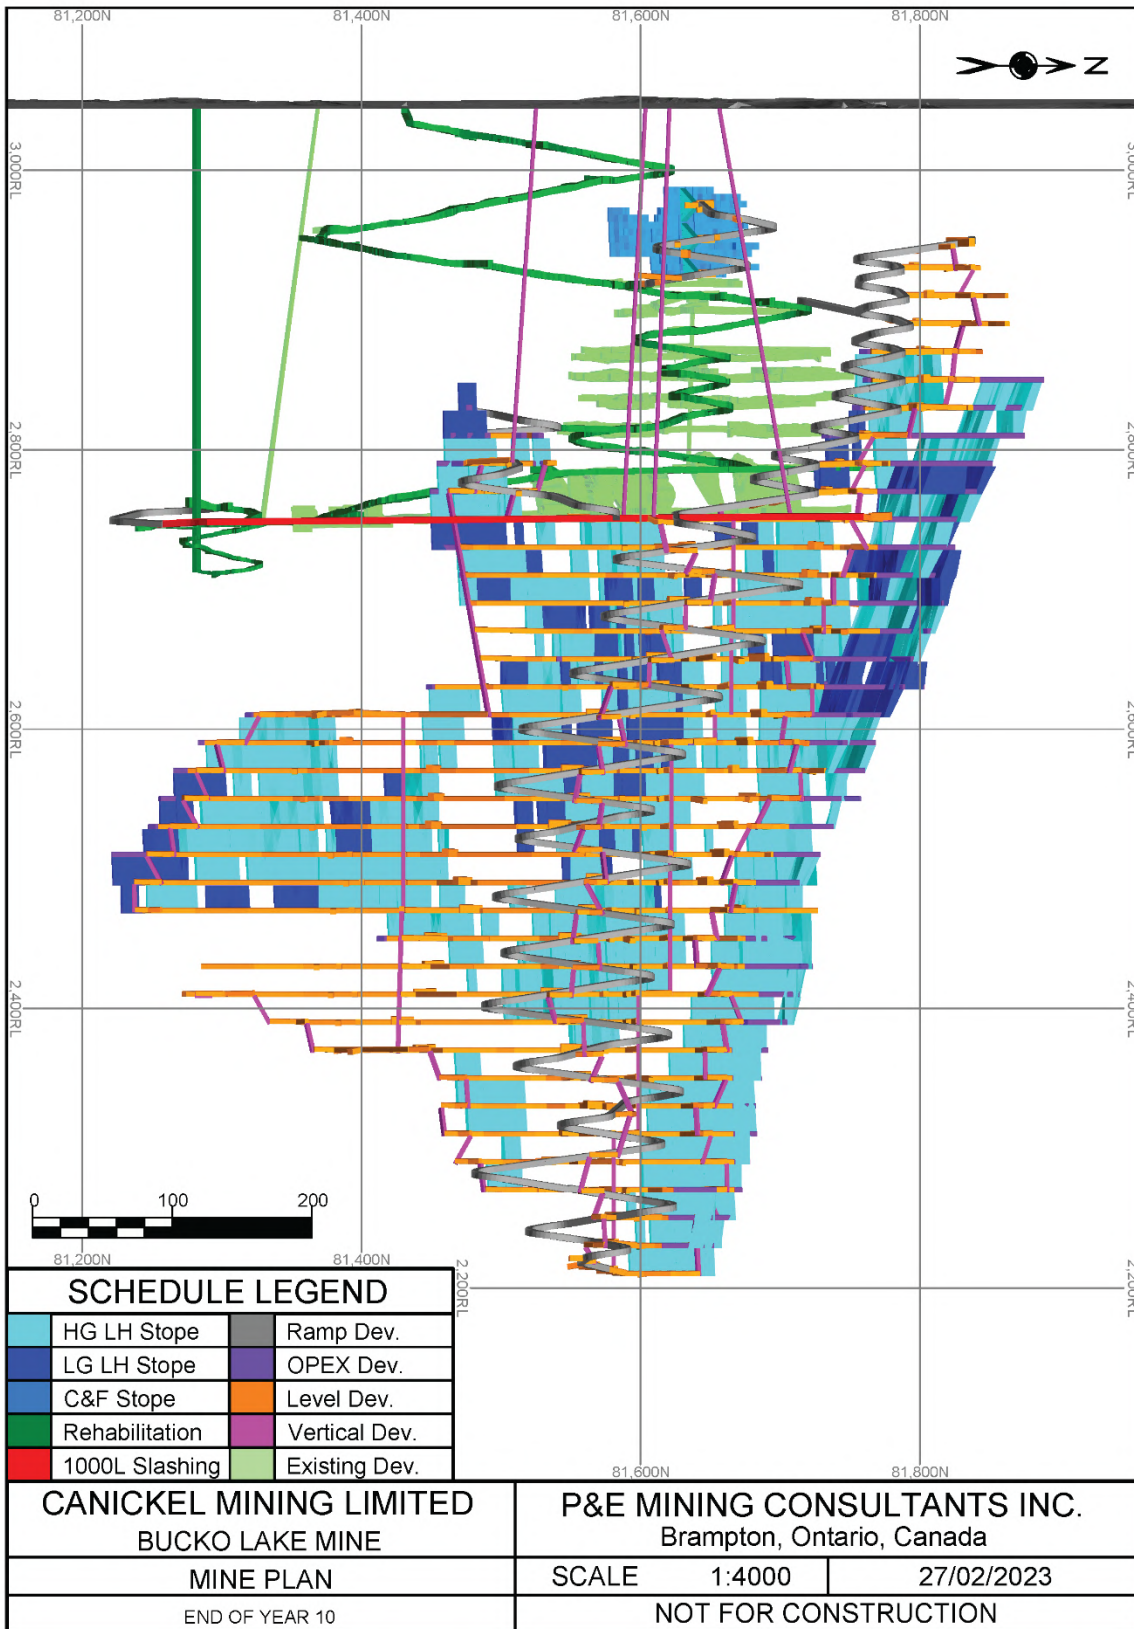 81,200N 81,400N 81,600N 81,800N
N
3,000RL 3,000RL
2,800RL 2,800RL
2,600RL 2,600RL
2,400RL 2,400RL
0 100 200
81,200N 81,400N 81,600N 81,800N
2,200RL 2,200RL
SCHEDULE LEGEND
HG LH Stope Ramp Dev.
LG LH Stope OPEX Dev.
C&F Stope Level Dev.
Rehabilitation Vertical Dev.
1000L Slashing Existing Dev.
81,600N 81,800N
CANICKEL MINING LIMITED
BUCKO LAKE MINE
MINE PLAN
END OF YEAR 10
P&E MINING CONSULTANTS INC.
Brampton, Ontario, Canada
SCALE 1:4000 27/02/2023
NOT FOR CONSTRUCTION